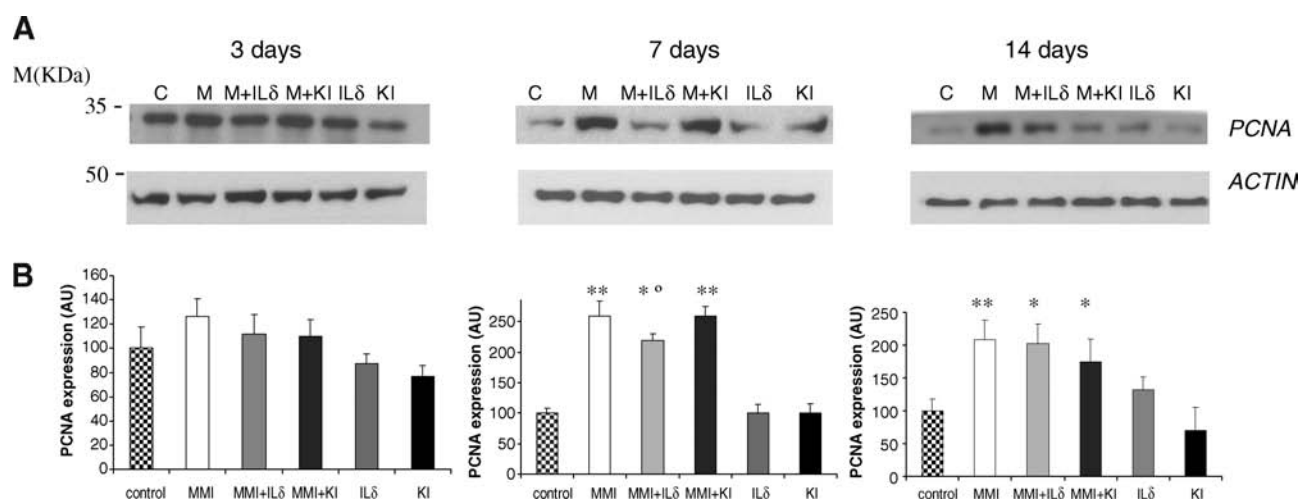 A
3 days 7 days 14 days
M(KDa)
C M M+ILδ M+KI ILδ KI
C M M+ILδ M+KI ILδ KI
C M M+ILδ M+KI ILδ KI
35 -
PCNA
50 -
ACTIN
B
PCNA expression (AU)
160
140
120
100
80
60
40
20
0
control MMI MMI+ILδ MMI+KI ILδ KI
PCNA expression (AU)
** * o **
250
200
150
100
50
0
control MMI MMI+ILδ MMI+KI ILδ KI
PCNA expression (AU)
** * *
250
200
150
100
50
0
control MMI MMI+ILδ MMI+KI ILδ KI